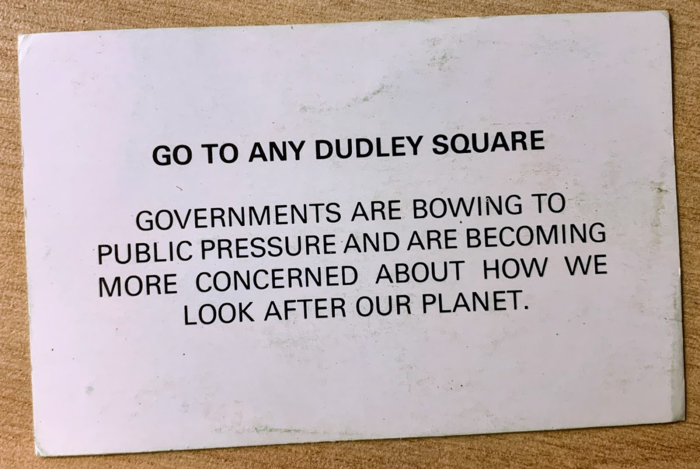 GO TO ANY DUDLEY SQUARE
GOVERNMENTS ARE BOWING TO
PUBLIC PRESSURE AND ARE BECOMING
MORE CONCERNED ABOUT HOW WE
LOOK AFTER OUR PLANET.